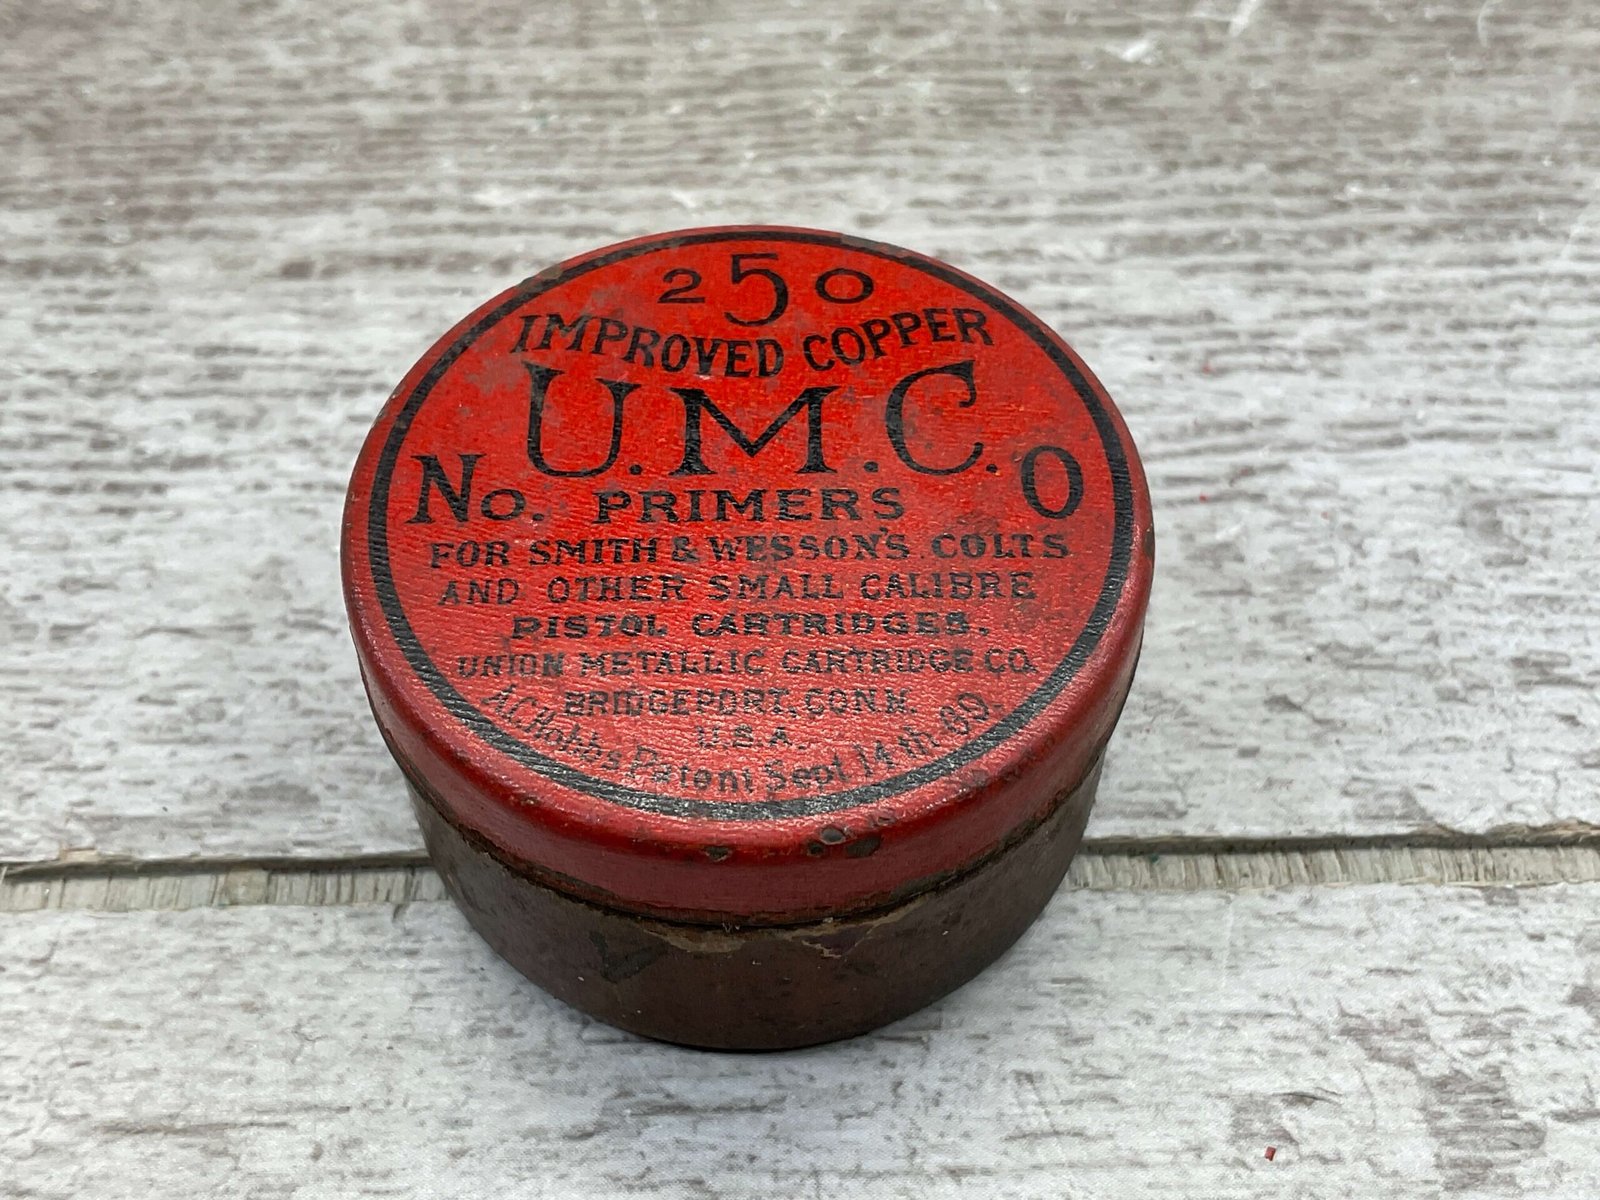 250
IMPROVED COPPER
U.M.C.
No. PRIMERS 0
FOR SMITH & WESSON'S COLTS
AND OTHER SMALL CALIBRE
PISTOL CARTRIDGES.
UNION METALLIC CARTRIDGE CO.
BRIDGEPORT, CONN.
U.S.A.
A.C. Hobbs Patent Sept 14th 69.